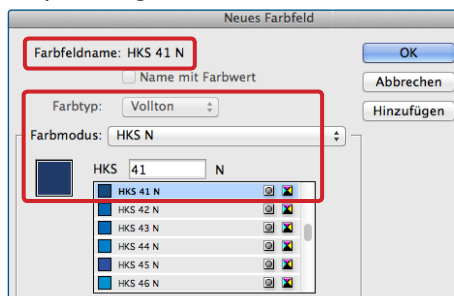 Neues Farbfeld
Farbfeldname: HKS 41 N
OK
Name mit Farbwert
Abbrechen
Farbtyp: Vollton
Hinzufügen
Farbmodus: HKS N
HKS 41 N
HKS 41 N
HKS 42 N
HKS 43 N
HKS 44 N
HKS 45 N
HKS 46 N